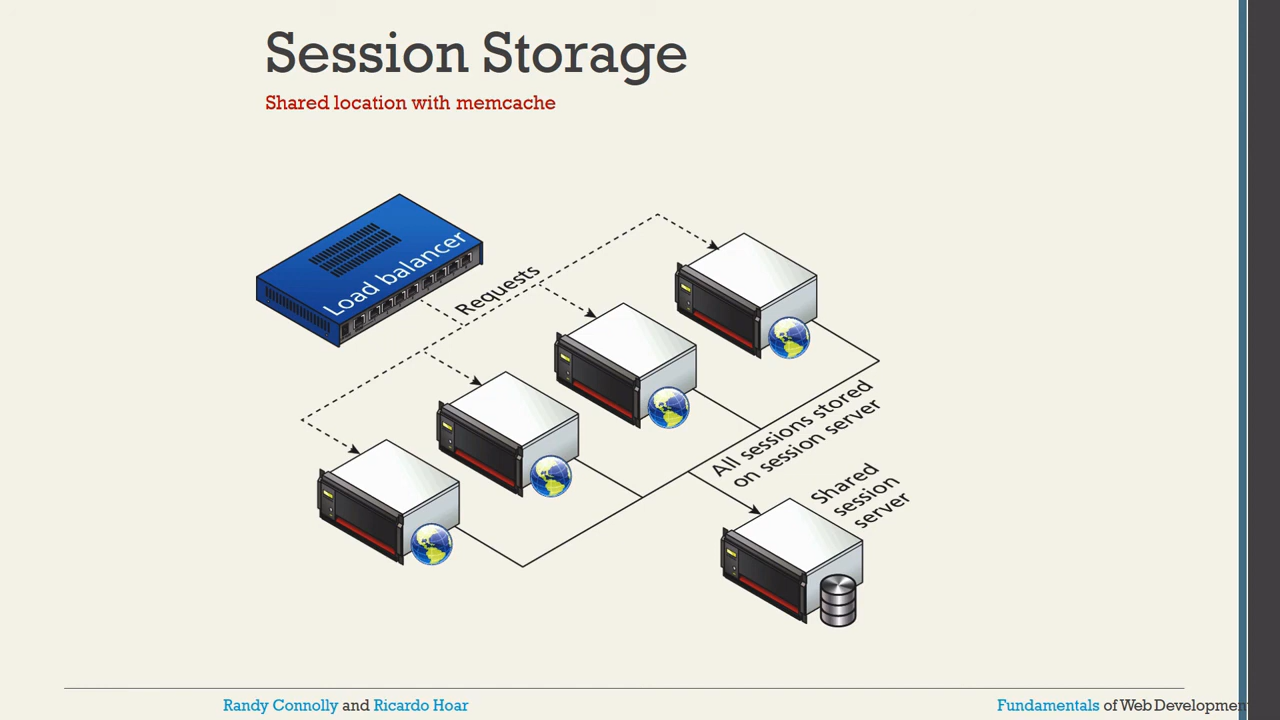 Session Storage
Shared location with memcache
Load balancer
Requests
All sessions stored
on session server
Shared
session
server
Randy Connolly and Ricardo Hoar
Fundamentals of Web Developmen